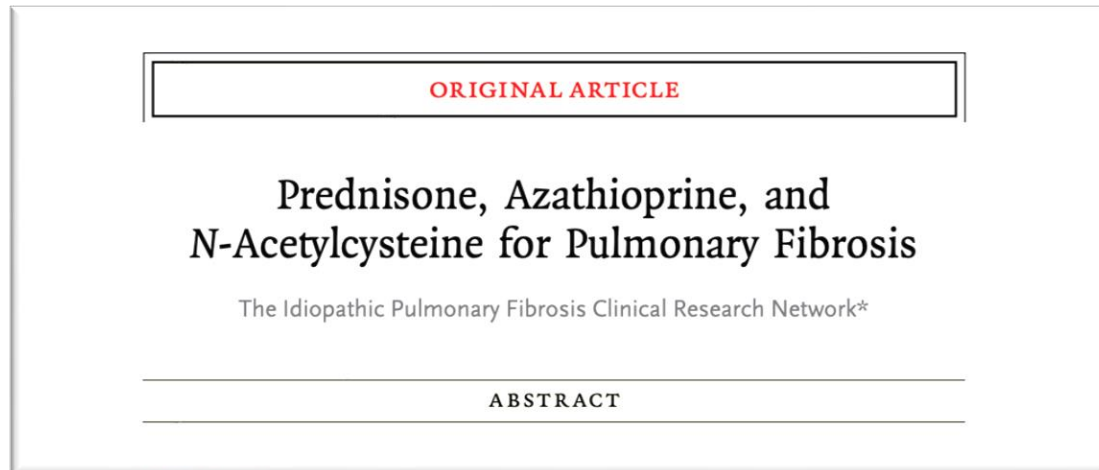 ORIGINAL ARTICLE
Prednisone, Azathioprine, and
N-Acetylcysteine for Pulmonary Fibrosis
The Idiopathic Pulmonary Fibrosis Clinical Research Network*
ABSTRACT